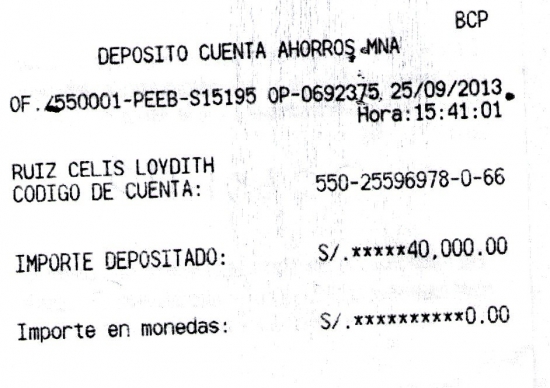 BCP
DEPOSITO CUENTA AHORROS MNA
OF. 550001-PEEB-S15195 OP-0692375, 25/09/2013
Hora:15:41:01
RUIZ CELIS LOYDITH
CODIGO DE CUENTA: 550-25596978-0-66
IMPORTE DEPOSITADO: S/.*****40,000.00
Importe en monedas: S/.**********0.00